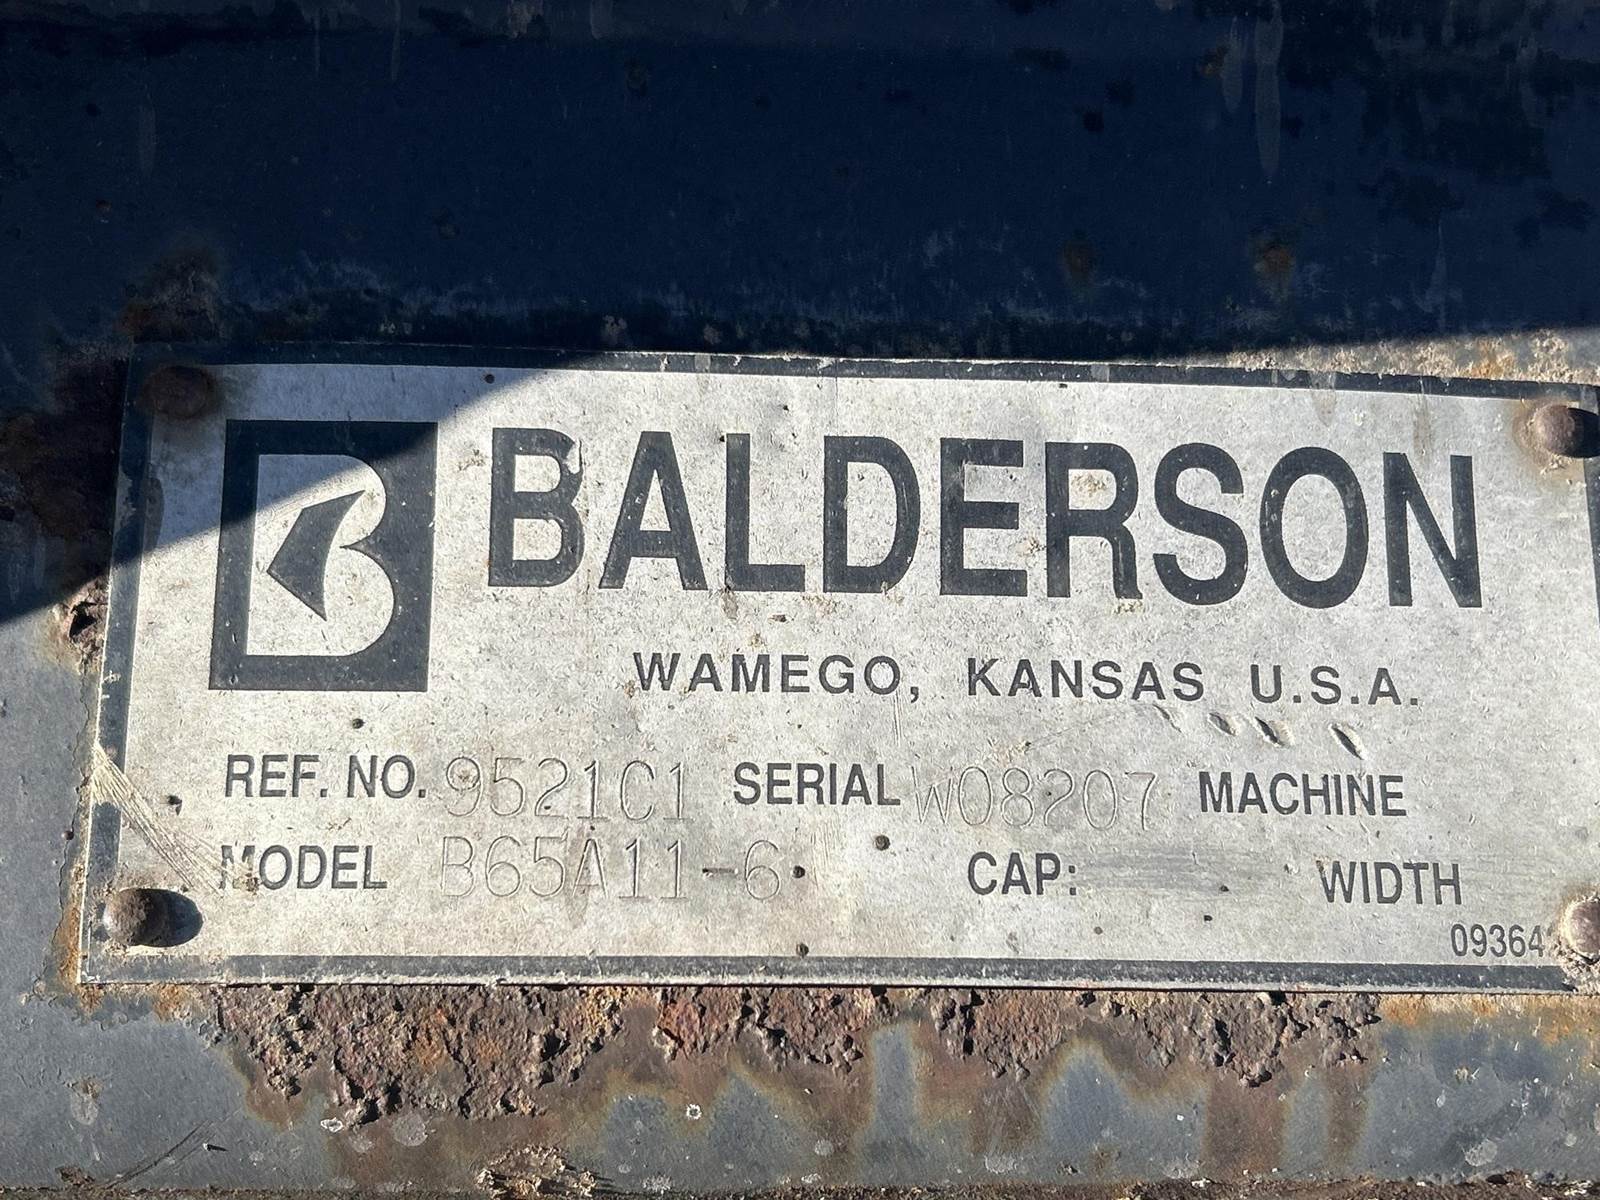 B BALDERSON
WAMEGO, KANSAS U.S.A.
REF. NO. 9521C1 SERIAL W08207 MACHINE
MODEL B65A11-6 CAP: WIDTH
09364